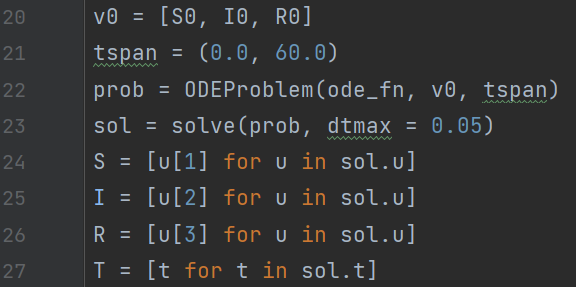 20 v0 = [S0, I0, R0]
21 tspan = (0.0, 60.0)
22 prob = ODEProblem(ode_fn, v0, tspan)
23 sol = solve(prob, dtmax = 0.05)
24 S = [u[1] for u in sol.u]
25 I = [u[2] for u in sol.u]
26 R = [u[3] for u in sol.u]
27 T = [t for t in sol.t]